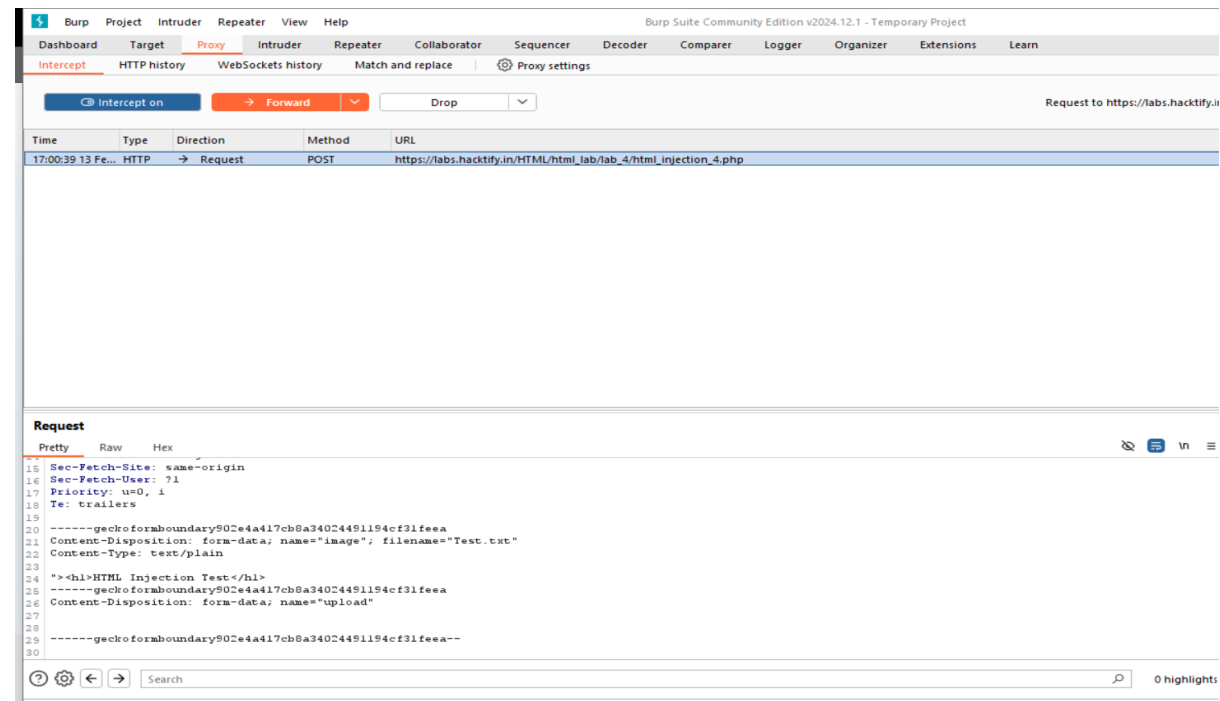 Burp Project Intruder Repeater View Help Burp Suite Community Edition v2024.12.1 - Temporary Project
Dashboard Target Proxy Intruder Repeater Collaborator Sequencer Decoder Comparer Logger Organizer Extensions Learn
Intercept HTTP history WebSockets history Match and replace Proxy settings
Intercept on Forward Drop Request to https://labs.hacktify.in
Time Type Direction Method URL
17:00:39 13 Fe... HTTP → Request POST https://labs.hacktify.in/HTML/html_lab/lab_4/html_injection_4.php
Request
Pretty Raw Hex \n
15 Sec-Fetch-Site: same-origin
16 Sec-Fetch-User: ?1
17 Priority: u=0, i
18 Te: trailers
19
20 ------geckoformboundary902e4a417cb8a34024491194cf31feea
21 Content-Disposition: form-data; name="image"; filename="Test.txt"
22 Content-Type: text/plain
23
24 "><h1>HTML Injection Test</h1>
25 ------geckoformboundary902e4a417cb8a34024491194cf31feea
26 Content-Disposition: form-data; name="upload"
27
28
29 ------geckoformboundary902e4a417cb8a34024491194cf31feea--
30
Search 0 highlights